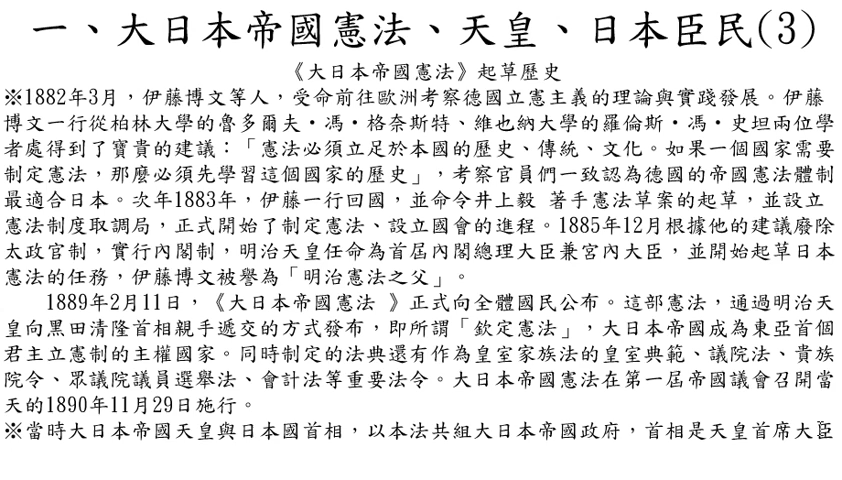 一、大日本帝國憲法、天皇、日本臣民(3)
《大日本帝國憲法》起草歷史
※1882年3月，伊藤博文等人，受命前往歐洲考察德國立憲主義的理論與實踐發展。伊藤
博文一行從柏林大學的魯多爾夫·馮·格奈斯特、維也納大學的羅倫斯·馮·史坦兩位學
者處得到了寶貴的建議：「憲法必須立足於本國的歷史、傳統、文化。如果一個國家需要
制定憲法，那麼必須先學習這個國家的歷史」，考察官員們一致認為德國的帝國憲法體制
最適合日本。次年1883年，伊藤一行回國，並命令井上毅 著手憲法草案的起草，並設立
憲法制度取調局，正式開始了制定憲法、設立國會的進程。1885年12月根據他的建議廢除
太政官制，實行內閣制，明治天皇任命為首屆內閣總理大臣兼宮內大臣，並開始起草日本
憲法的任務，伊藤博文被譽為「明治憲法之父」。
1889年2月11日，《大日本帝國憲法 》正式向全體國民公布。這部憲法，通過明治天
皇向黑田清隆首相親手遞交的方式發布，即所謂「欽定憲法」，大日本帝國成為東亞首個
君主立憲制的主權國家。同時制定的法典還有作為皇室家族法的皇室典範、議院法、貴族
院令、眾議院議員選舉法、會計法等重要法令。大日本帝國憲法在第一屆帝國議會召開當
天的1890年11月29日施行。
※當時大日本帝國天皇與日本國首相，以本法共組大日本帝國政府，首相是天皇首席大臣